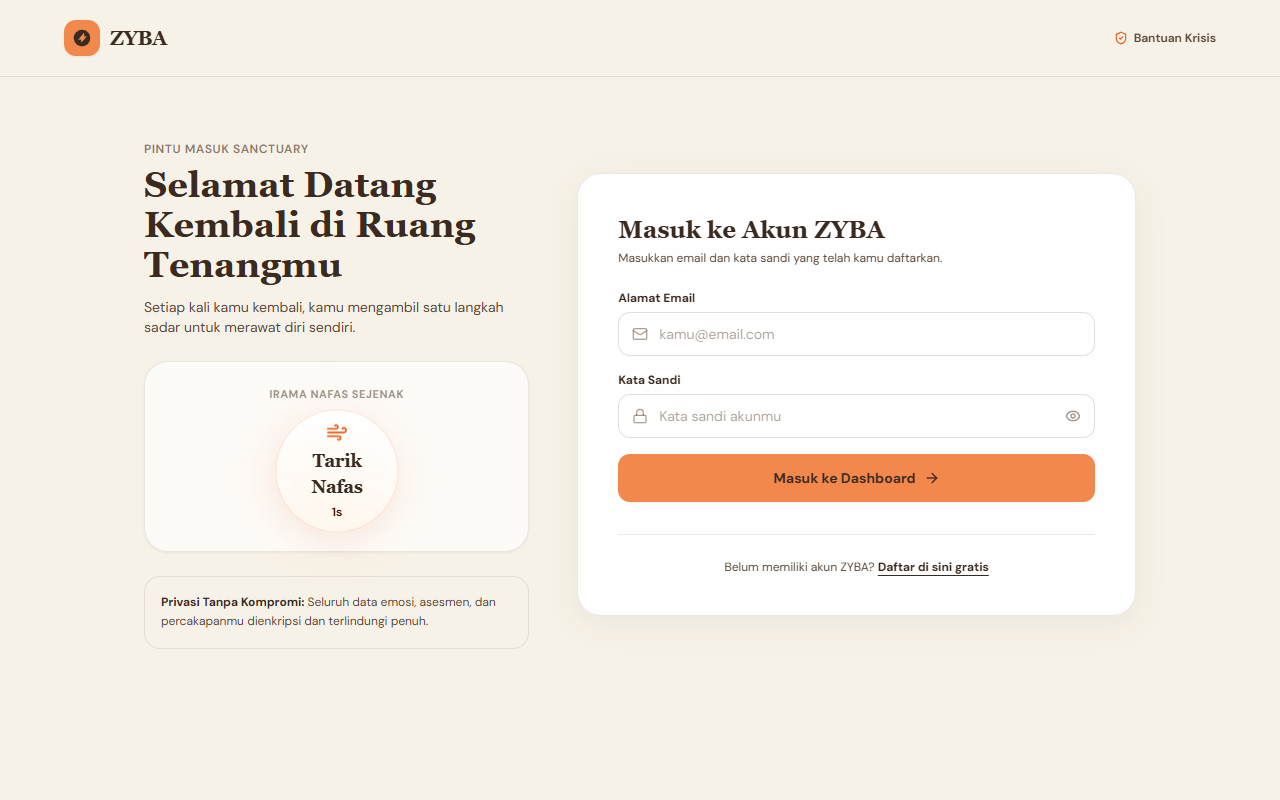 ZYBA
Bantuan Krisis
PINTU MASUK SANCTUARY
Selamat Datang
Kembali di Ruang
Tenangmu
Setiap kali kamu kembali, kamu mengambil satu langkah
sadar untuk merawat diri sendiri.
IRAMA NAFAS SEJENAK
Tarik
Nafas
1s
Privasi Tanpa Kompromi: Seluruh data emosi, asesmen, dan
percakapanmu dienkripsi dan terlindungi penuh.
Masuk ke Akun ZYBA
Masukkan email dan kata sandi yang telah kamu daftarkan.
Alamat Email
kamu@email.com
Kata Sandi
Kata sandi akunmu
Masuk ke Dashboard
Belum memiliki akun ZYBA? Daftar di sini gratis